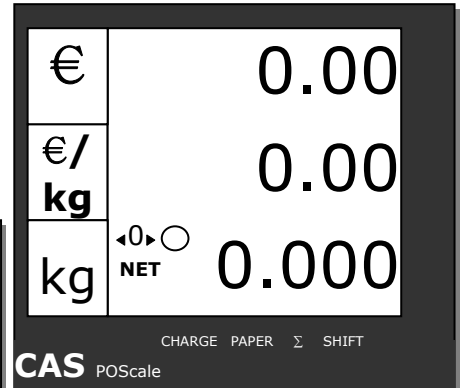 € 0.00
€/ 0.00
kg
◂0▸○
kg NET 0.000
CHARGE PAPER Σ SHIFT
CAS POScale